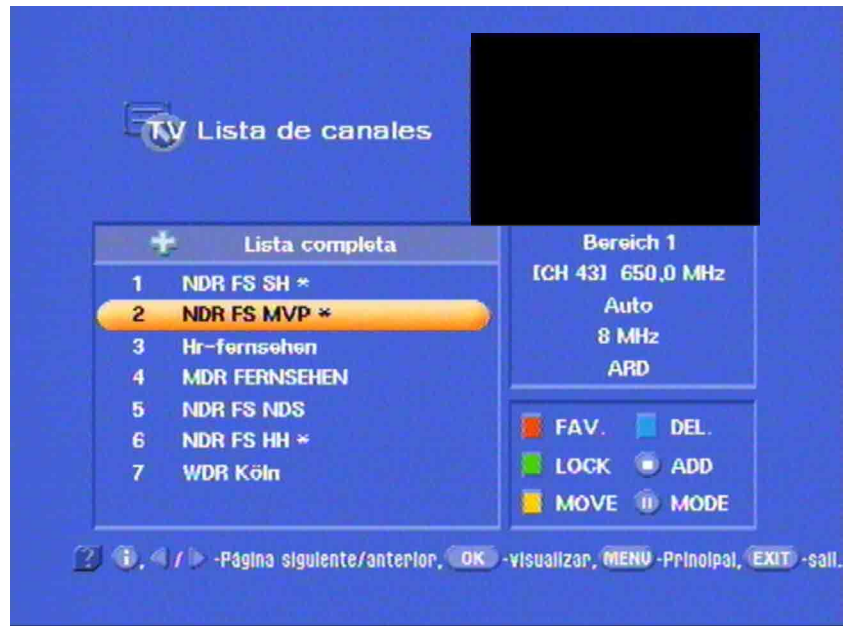 TV Lista de canales
Lista completa
1 NDR FS SH *
2 NDR FS MVP *
3 Hr-fernsehen
4 MDR FERNSEHEN
5 NDR FS NDS
6 NDR FS HH *
7 WDR Köln
Bereich 1
[CH 43] 650,0 MHz
Auto
8 MHz
ARD
FAV. DEL.
LOCK ADD
MOVE MODE
? i, / -Página siguiente/anterior, OK -visualizar, MENU -Principal, EXIT -sali.